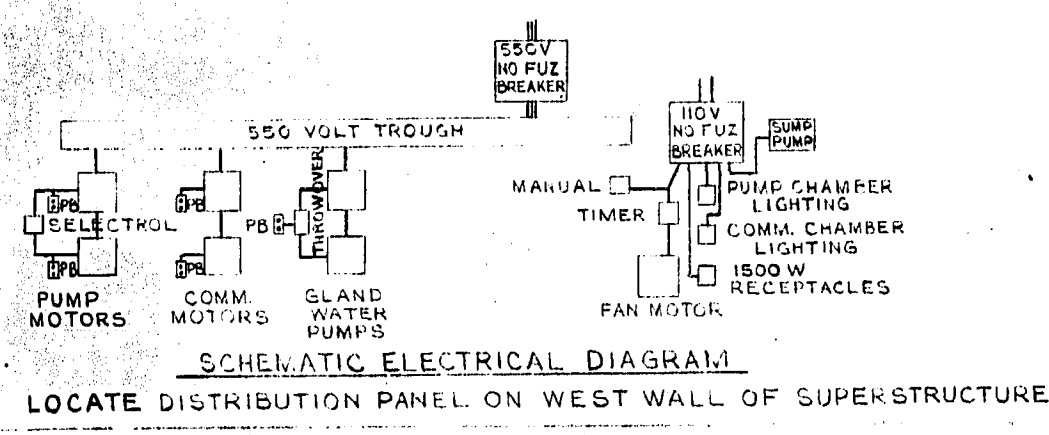 550V
NO FUZ
BREAKER
110V
NO FUZ
BREAKER
SUMP
PUMP
550 VOLT TROUGH
THROWOVER
MANUAL
TIMER
PUMP CHAMBER
LIGHTING
COMM. CHAMBER
LIGHTING
1500 W
RECEPTACLES
FAN MOTOR
PB
SELECTROL
PB
PB
PB
PB
PUMP
MOTORS
COMM.
MOTORS
GLAND
WATER
PUMPS
SCHEMATIC ELECTRICAL DIAGRAM
LOCATE DISTRIBUTION PANEL ON WEST WALL OF SUPERSTRUCTURE